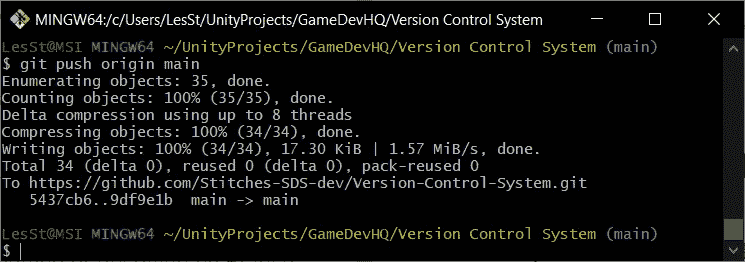 MINGW64:/c/Users/LesSt/UnityProjects/GameDevHQ/Version Control System
LesSt@MSI MINGW64 ~/UnityProjects/GameDevHQ/Version Control System (main)
$ git push origin main
Enumerating objects: 35, done.
Counting objects: 100% (35/35), done.
Delta compression using up to 8 threads
Compressing objects: 100% (34/34), done.
Writing objects: 100% (34/34), 17.30 KiB | 1.57 MiB/s, done.
Total 34 (delta 0), reused 0 (delta 0), pack-reused 0
To https://github.com/Stitches-SDS-dev/Version-Control-System.git
5437cb6..9df9e1b  main -> main
LesSt@MSI MINGW64 ~/UnityProjects/GameDevHQ/Version Control System (main)
$